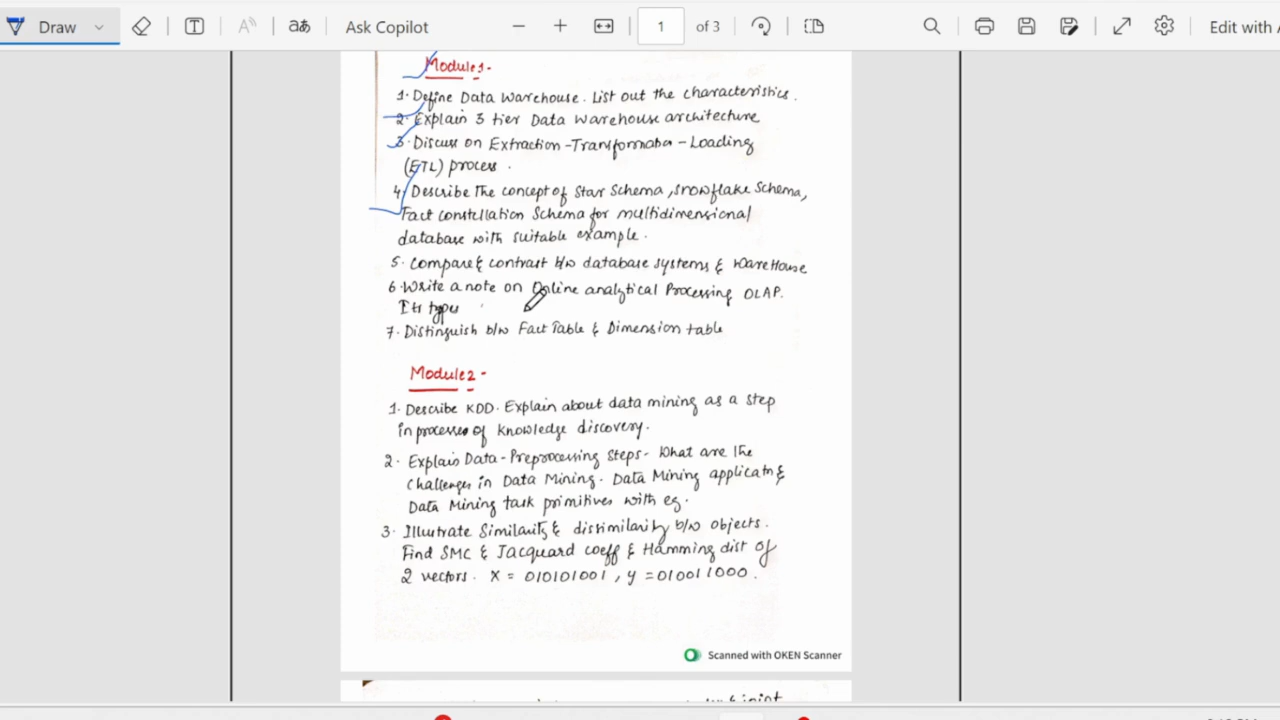 Draw
Ask Copilot
1 of 3
Edit with
Module 1-
1. Define Data Warehouse. List out the characteristics.
2. Explain 3 tier Data Warehouse architecture
3. Discuss on Extraction-Transformation-Loading
(ETL) process.
4. Describe the concept of Star Schema, Snowflake Schema,
Fact constellation Schema for multidimensional
database with suitable example.
5. Compare & contrast b/w database systems & WareHouse
6. Write a note on Online analytical Processing OLAP.
Its types
7. Distinguish b/w Fact Table & Dimension table
Module 2-
1. Describe KDD. Explain about data mining as a step
in process of knowledge discovery.
2. Explain Data-Preprocessing Steps- What are the
challenges in Data Mining. Data Mining applicatn &
Data Mining task primitives with eg.
3. Illustrate Similarity & dissimilarity b/w objects.
Find SMC & Jacquard coeff & Hamming dist of
2 vectors. X = 010101001, y = 010011000.
Scanned with OKEN Scanner